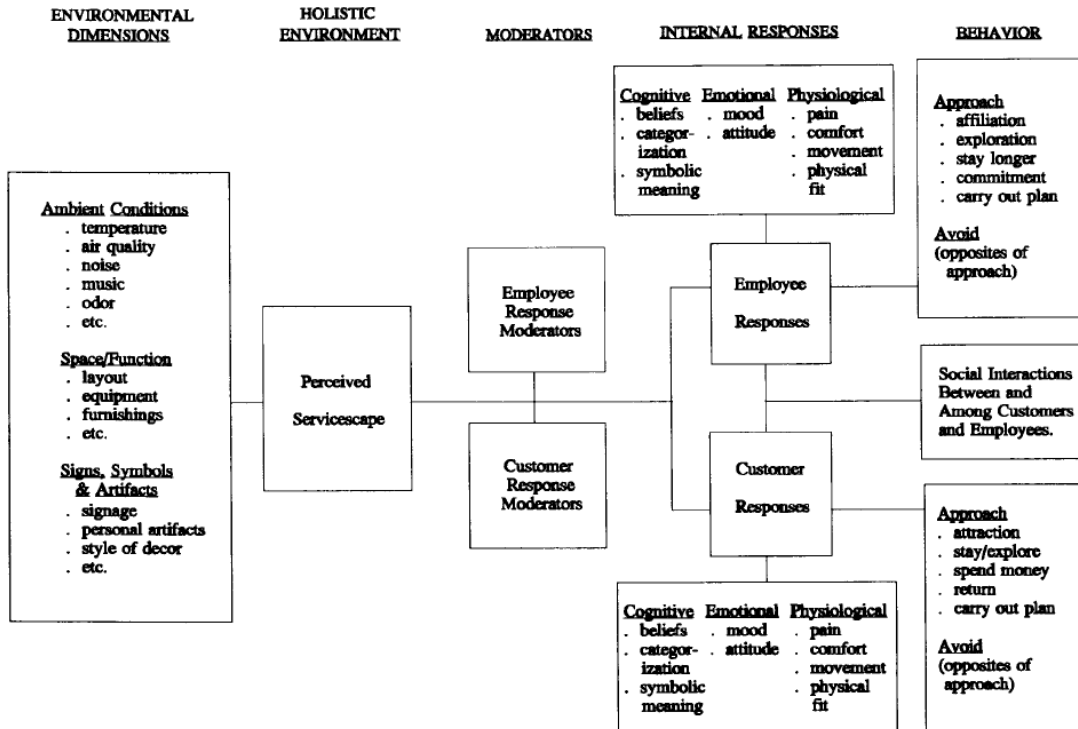 ENVIRONMENTAL
DIMENSIONS
HOLISTIC
ENVIRONMENT
MODERATORS
INTERNAL RESPONSES
BEHAVIOR
Ambient Conditions
. temperature
. air quality
. noise
. music
. odor
. etc.
Space/Function
. layout
. equipment
. furnishings
. etc.
Signs, Symbols
& Artifacts
. signage
. personal artifacts
. style of decor
. etc.
Perceived
Servicescape
Employee
Response
Moderators
Customer
Response
Moderators
Cognitive
. beliefs
. categor-
ization
. symbolic
meaning
Emotional
. mood
. attitude
Physiological
. pain
. comfort
. movement
. physical
fit
Employee
Responses
Customer
Responses
Cognitive
. beliefs
. categor-
ization
. symbolic
meaning
Emotional
. mood
. attitude
Physiological
. pain
. comfort
. movement
. physical
fit
Approach
. affiliation
. exploration
. stay longer
. commitment
. carry out plan
Avoid
(opposites of
approach)
Social Interactions
Between and
Among Customers
and Employees.
Approach
. attraction
. stay/explore
. spend money
. return
. carry out plan
Avoid
(opposites of
approach)